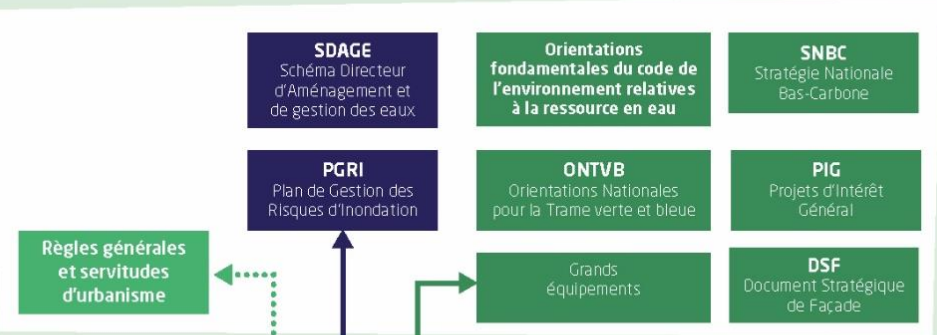 SDAGE
Schéma Directeur
d'Aménagement et
de gestion des eaux
Orientations
fondamentales du code de
l'environnement relatives
à la ressource en eau
SNBC
Stratégie Nationale
Bas-Carbone
PGRI
Plan de Gestion des
Risques d'Inondation
ONTVB
Orientations Nationales
pour la Trame verte et bleue
PIG
Projets d'Intérêt
Général
Règles générales
et servitudes
d'urbanisme
Grands
équipements
DSF
Document Stratégique
de Façade